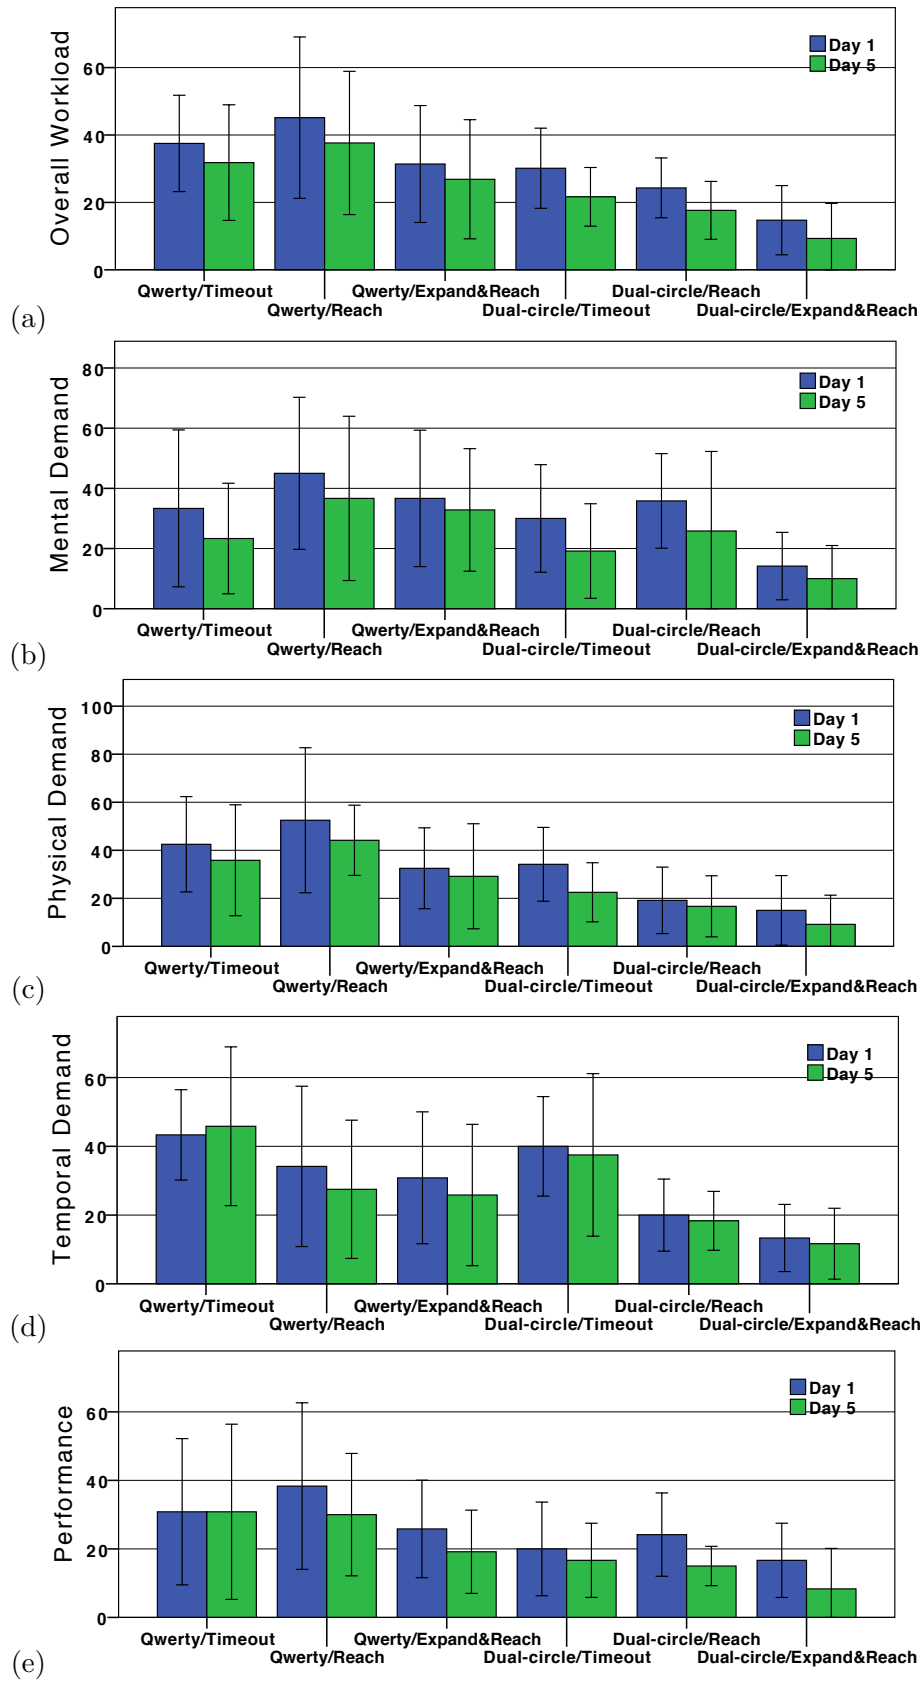 Overall Workload
60
40
20
0
Day 1
Day 5
Qwerty/Timeout
Qwerty/Reach
Qwerty/Expand&Reach
Dual-circle/Timeout
Dual-circle/Reach
Dual-circle/Expand&Reach
(a)
Mental Demand
80
60
40
20
0
Day 1
Day 5
Qwerty/Timeout
Qwerty/Reach
Qwerty/Expand&Reach
Dual-circle/Timeout
Dual-circle/Reach
Dual-circle/Expand&Reach
(b)
Physical Demand
100
80
60
40
20
0
Day 1
Day 5
Qwerty/Timeout
Qwerty/Reach
Qwerty/Expand&Reach
Dual-circle/Timeout
Dual-circle/Reach
Dual-circle/Expand&Reach
(c)
Temporal Demand
60
40
20
0
Day 1
Day 5
Qwerty/Timeout
Qwerty/Reach
Qwerty/Expand&Reach
Dual-circle/Timeout
Dual-circle/Reach
Dual-circle/Expand&Reach
(d)
Performance
60
40
20
0
Day 1
Day 5
Qwerty/Timeout
Qwerty/Reach
Qwerty/Expand&Reach
Dual-circle/Timeout
Dual-circle/Reach
Dual-circle/Expand&Reach
(e)